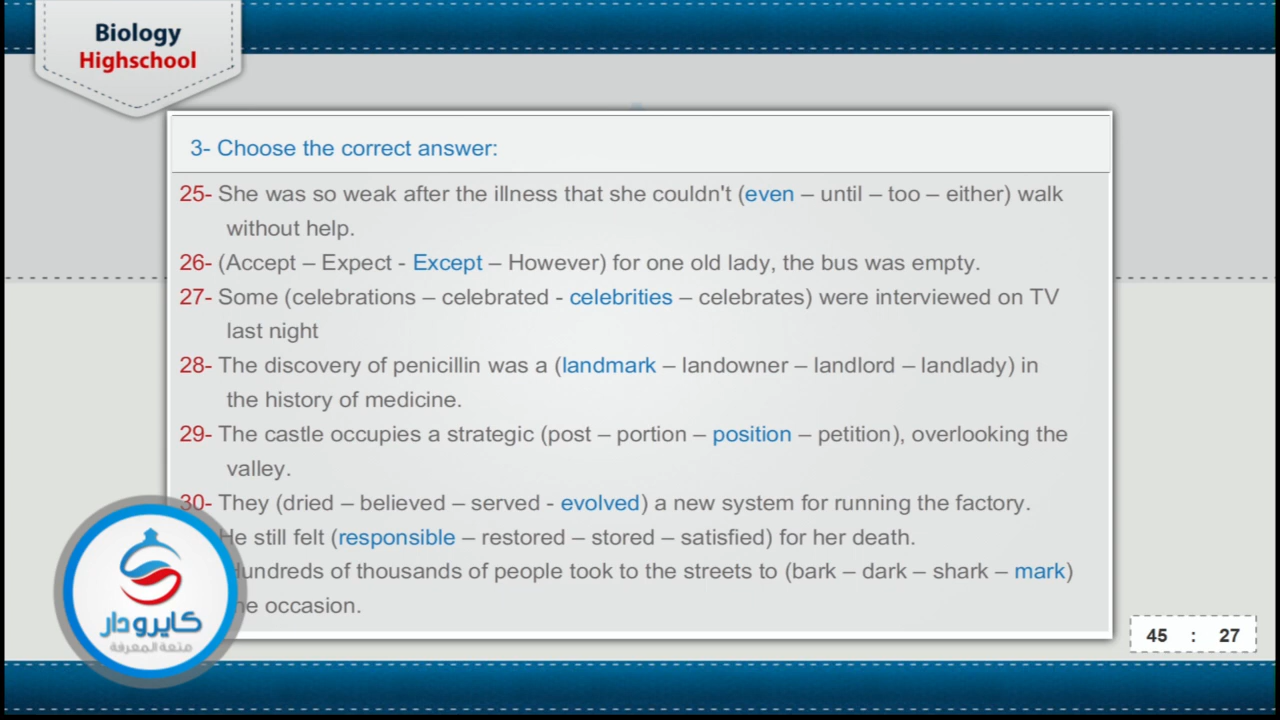 Biology
Highschool
3- Choose the correct answer:
25- She was so weak after the illness that she couldn't (even – until – too – either) walk
without help.
26- (Accept – Expect - Except – However) for one old lady, the bus was empty.
27- Some (celebrations – celebrated - celebrities – celebrates) were interviewed on TV
last night
28- The discovery of penicillin was a (landmark – landowner – landlord – landlady) in
the history of medicine.
29- The castle occupies a strategic (post – portion – position – petition), overlooking the
valley.
30- They (dried – believed – served - evolved) a new system for running the factory.
He still felt (responsible – restored – stored – satisfied) for her death.
Hundreds of thousands of people took to the streets to (bark – dark – shark – mark)
the occasion.
كايرودار
متعة المعرفة
45 : 27